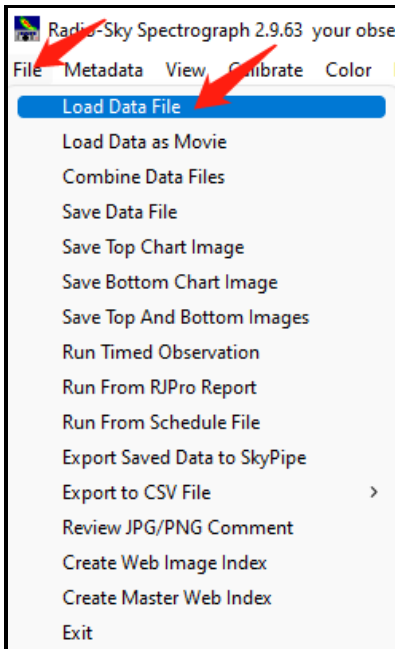 Radio-Sky Spectrograph 2.9.63 your obse
File Metadata View Calibrate Color
Load Data File
Load Data as Movie
Combine Data Files
Save Data File
Save Top Chart Image
Save Bottom Chart Image
Save Top And Bottom Images
Run Timed Observation
Run From RJPro Report
Run From Schedule File
Export Saved Data to SkyPipe
Export to CSV File >
Review JPG/PNG Comment
Create Web Image Index
Create Master Web Index
Exit